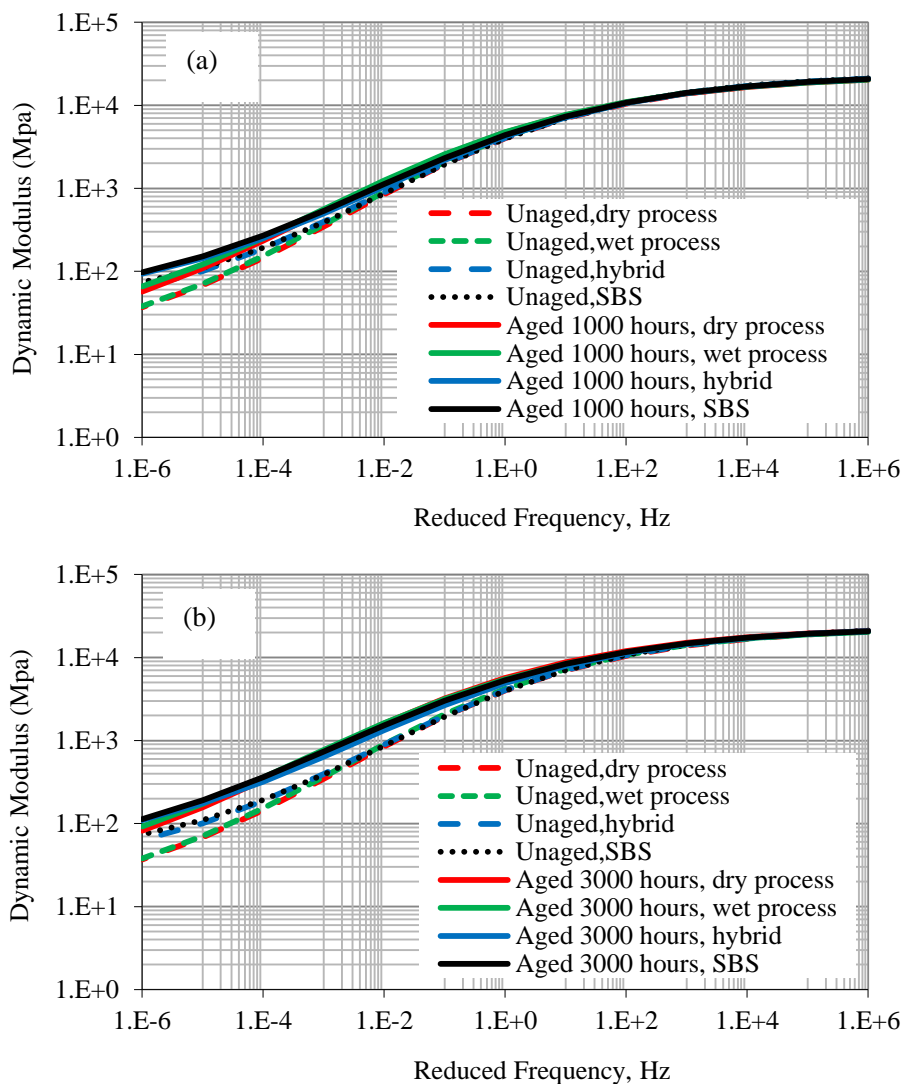 1.E+5
(a)
1.E+4
1.E+3
1.E+2
1.E+1
1.E+0
Dynamic Modulus (Mpa)
Unaged,dry process
Unaged,wet process
Unaged,hybrid
Unaged,SBS
Aged 1000 hours, dry process
Aged 1000 hours, wet process
Aged 1000 hours, hybrid
Aged 1000 hours, SBS
1.E-6 1.E-4 1.E-2 1.E+0 1.E+2 1.E+4 1.E+6
Reduced Frequency, Hz
1.E+5
(b)
1.E+4
1.E+3
1.E+2
1.E+1
1.E+0
Dynamic Modulus (Mpa)
Unaged,dry process
Unaged,wet process
Unaged,hybrid
Unaged,SBS
Aged 3000 hours, dry process
Aged 3000 hours, wet process
Aged 3000 hours, hybrid
Aged 3000 hours, SBS
1.E-6 1.E-4 1.E-2 1.E+0 1.E+2 1.E+4 1.E+6
Reduced Frequency, Hz